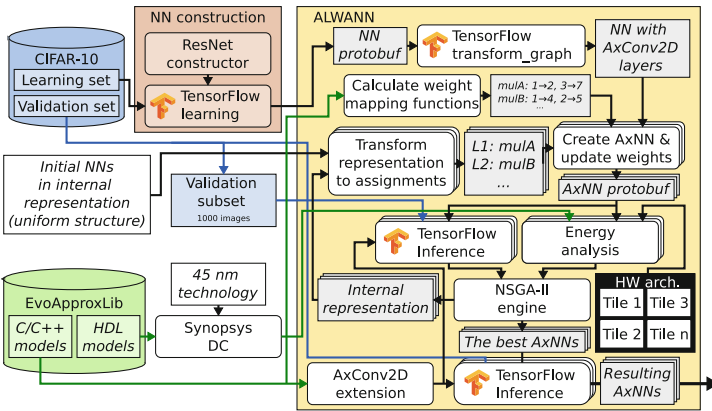 NN construction
ALWANN
CIFAR-10
Learning set
Validation set
ResNet
constructor
TensorFlow
learning
NN
protobuf
TensorFlow
transform_graph
NN with
AxConv2D
layers
Calculate weight
mapping functions
mulA: 1→2, 3→7
mulB: 1→4, 2→5
...
Initial NNs
in internal
representation
(uniform structure)
Transform
representation
to assignments
L1: mulA
L2: mulB
...
Create AxNN &
update weights
AxNN protobuf
Validation
subset
1000 images
TensorFlow
Inference
Energy
analysis
EvoApproxLib
C/C++
models
HDL
models
45 nm
technology
Synopsys
DC
Internal
representation
NSGA-II
engine
HW arch.
Tile 1
Tile 3
Tile 2
Tile n
The best AxNNs
AxConv2D
extension
TensorFlow
Inference
Resulting
AxNNs